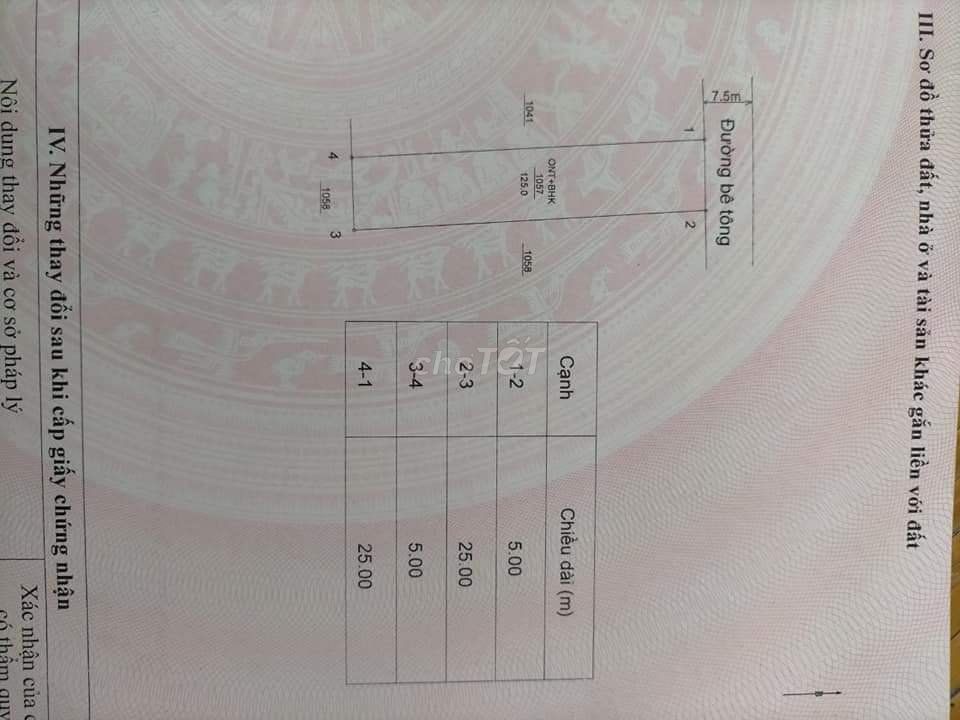 III. Sơ đồ thửa đất, nhà ở và tài sản khác gắn liền với đất
7.5m
Đường bê tông
1
2
1041
ONT+BHK
1057
125.0
1058
4
3
1058
Cạnh
Chiều dài (m)
1-2
5.00
2-3
25.00
3-4
5.00
4-1
25.00
B
chợTỐT
IV. Những thay đổi sau khi cấp giấy chứng nhận
Nội dung thay đổi và cơ sở pháp lý
Xác nhận của
có thẩm quy